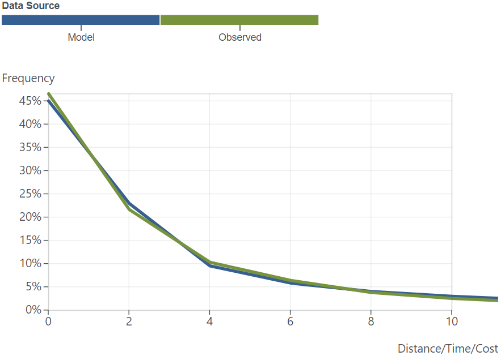 Data Source
Model Observed
Frequency
45%
40%
35%
30%
25%
20%
15%
10%
5%
0%
0 2 4 6 8 10
Distance/Time/Cost